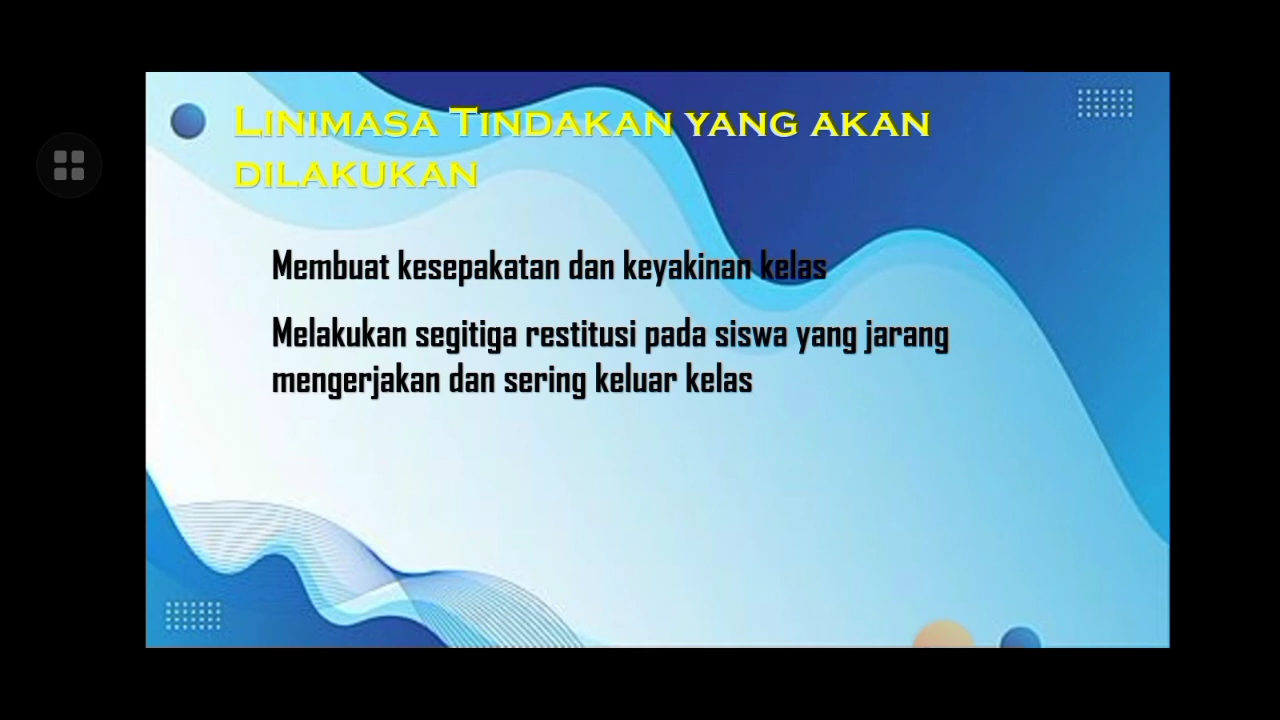 Linimasa Tindakan yang akan
dilakukan
Membuat kesepakatan dan keyakinan kelas
Melakukan segitiga restitusi pada siswa yang jarang
mengerjakan dan sering keluar kelas